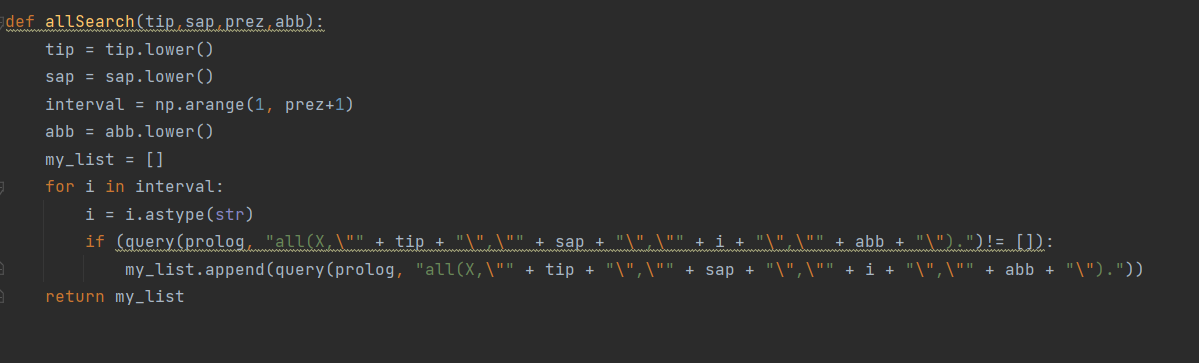 def allSearch(tip,sap,prez,abb):
    tip = tip.lower()
    sap = sap.lower()
    interval = np.arange(1, prez+1)
    abb = abb.lower()
    my_list = []
    for i in interval:
        i = i.astype(str)
        if (query(prolog, "all(X,\"" + tip + "\",\"" + sap + "\",\"" + i + "\",\"" + abb + "\").")!= []):
            my_list.append(query(prolog, "all(X,\"" + tip + "\",\"" + sap + "\",\"" + i + "\",\"" + abb + "\")."))
    return my_list